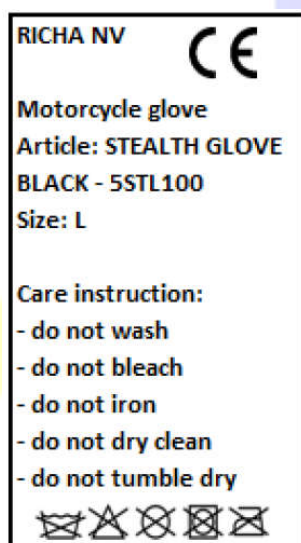 RICHA NV
CE
Motorcycle glove
Article: STEALTH GLOVE
BLACK - 5STL100
Size: L
Care instruction:
- do not wash
- do not bleach
- do not iron
- do not dry clean
- do not tumble dry